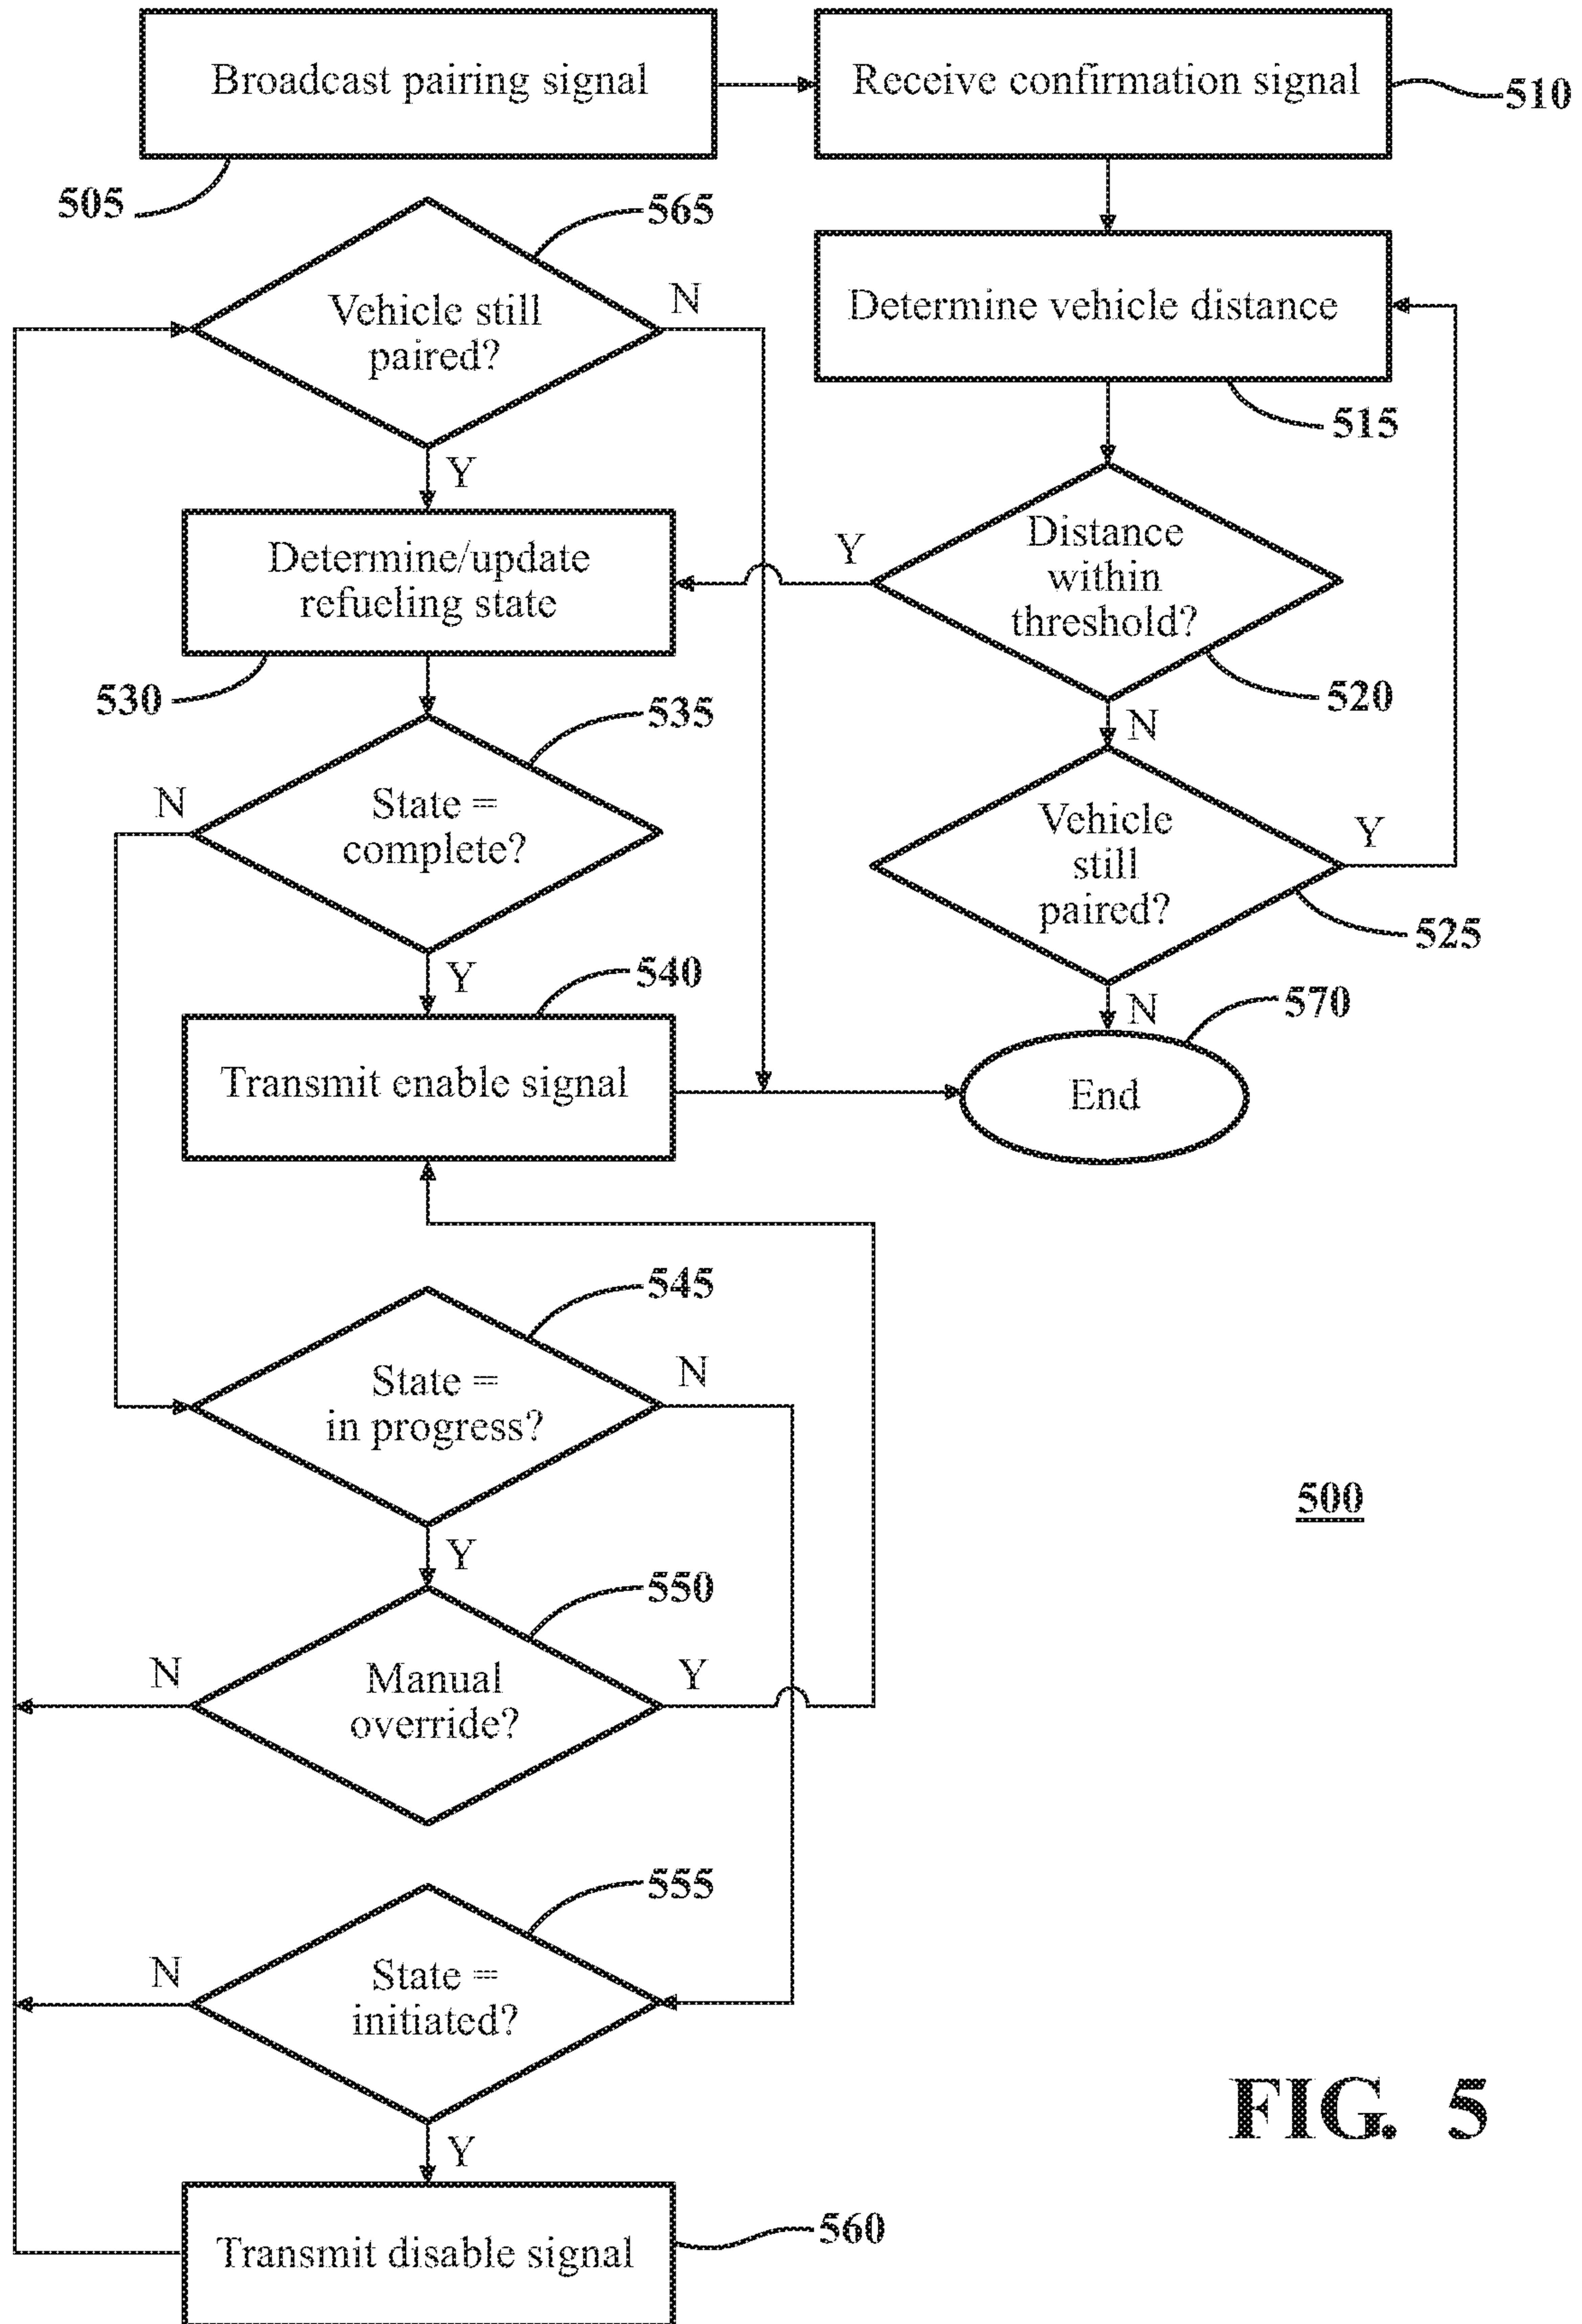 Broadcast pairing signal
Receive confirmation signal
510
505
565
Vehicle still
paired?
N
Y
Determine vehicle distance
515
Determine/update
refueling state
530
Y
Distance
within
threshold?
520
N
535
State =
complete?
N
Y
Vehicle
still
paired?
Y
525
N
540
Transmit enable signal
570
End
545
State =
in progress?
N
Y
550
Manual
override?
N
Y
555
State =
initiated?
N
Y
Transmit disable signal
560
500
FIG. 5